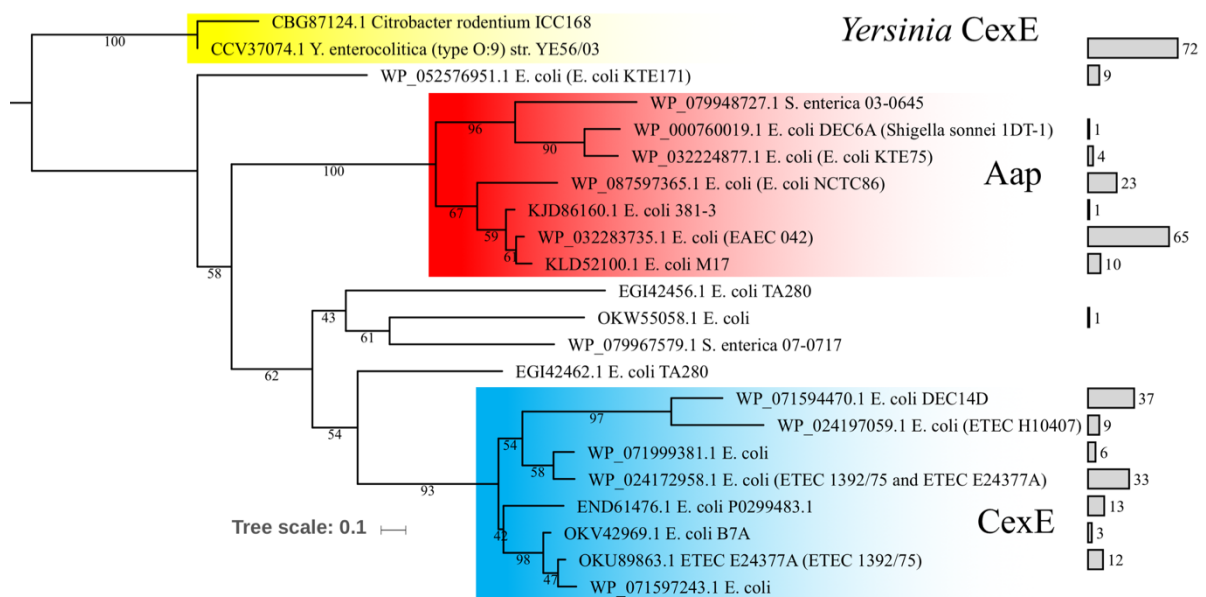 CBG87124.1 Citrobacter rodentium ICC168
Yersinia CexE
100
CCV37074.1 Y. enterocolitica (type O:9) str. YE56/03
72
WP_052576951.1 E. coli (E. coli KTE171)
9
WP_079948727.1 S. enterica 03-0645
96
WP_000760019.1 E. coli DEC6A (Shigella sonnei 1DT-1)
1
90
WP_032224877.1 E. coli (E. coli KTE75)
4
100
Aap
WP_087597365.1 E. coli (E. coli NCTC86)
23
67
KJD86160.1 E. coli 381-3
1
59
WP_032283735.1 E. coli (EAEC 042)
65
61
KLD52100.1 E. coli M17
10
58
EGI42456.1 E. coli TA280
43
OKW55058.1 E. coli
1
61
WP_079967579.1 S. enterica 07-0717
62
EGI42462.1 E. coli TA280
WP_071594470.1 E. coli DEC14D
37
97
WP_024197059.1 E. coli (ETEC H10407)
9
54
54
WP_071999381.1 E. coli
6
58
WP_024172958.1 E. coli (ETEC 1392/75 and ETEC E24377A)
33
93
END61476.1 E. coli P0299483.1
13
Tree scale: 0.1
CexE
42
OKV42969.1 E. coli B7A
3
98
OKU89863.1 ETEC E24377A (ETEC 1392/75)
12
47
WP_071597243.1 E. coli